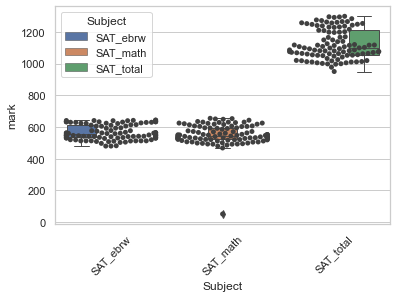 Subject
SAT_ebrw
SAT_math
SAT_total
1200
1000
800
600
400
200
0
mark
SAT_ebrw
SAT_math
SAT_total
Subject